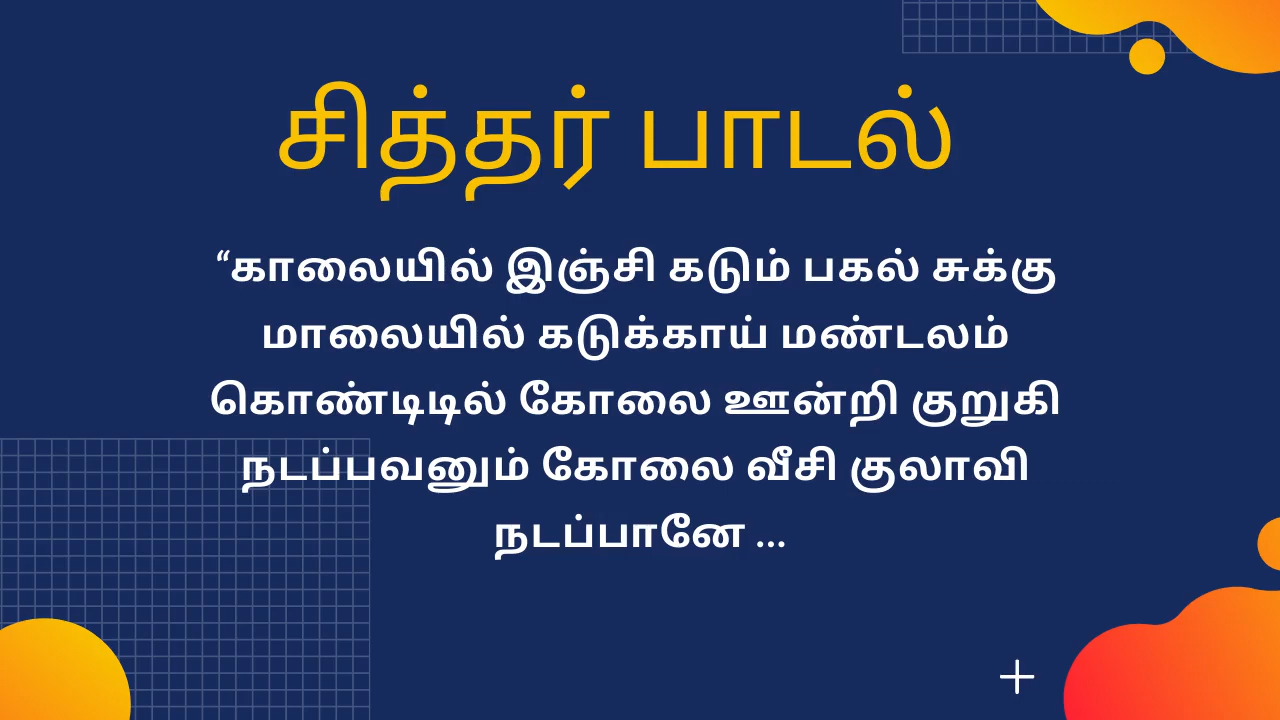 சித்தர் பாடல்
“காலையில் இஞ்சி கடும் பகல் சுக்கு
மாலையில் கடுக்காய் மண்டலம்
கொண்டிடில் கோலை ஊன்றி குறுகி
நடப்பவனும் கோலை வீசி குலாவி
நடப்பானே ...